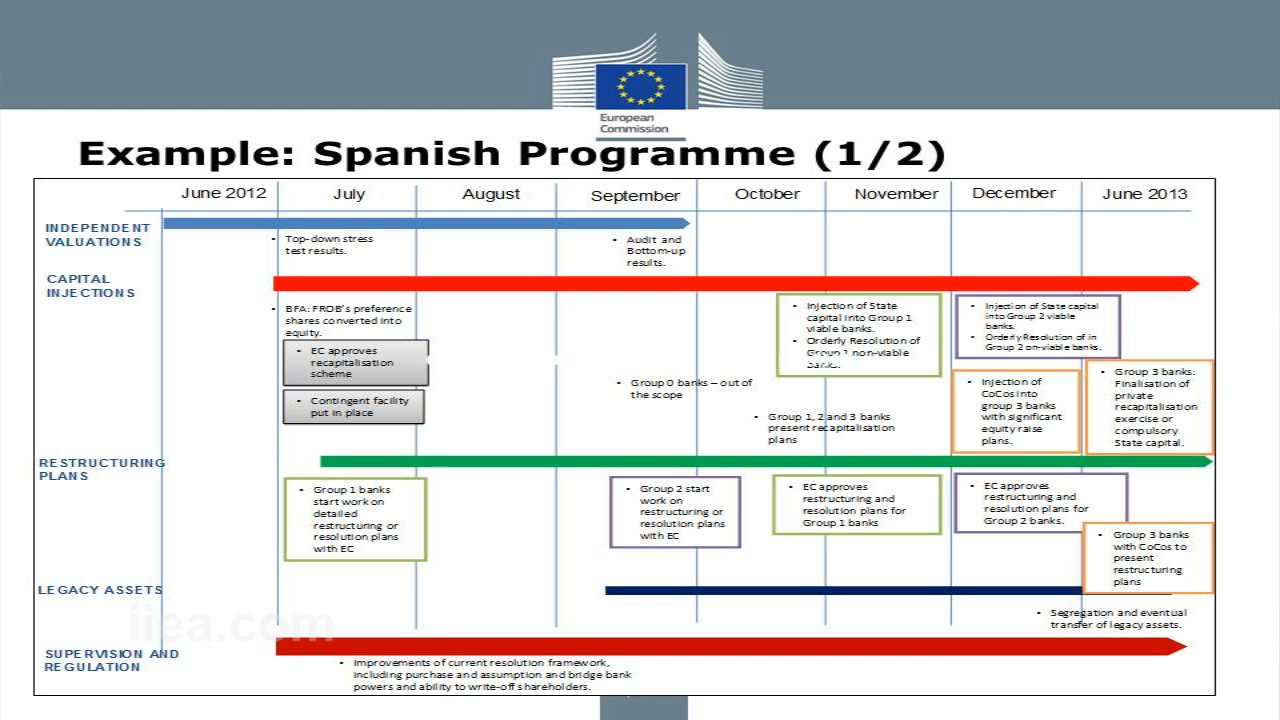 European
Commission
Example: Spanish Programme (1/2)
June 2012
July
August
September
October
November
December
June 2013
INDEPENDENT
VALUATIONS
• Top-down stress
test results.
• Audit and
Bottom-up
results.
CAPITAL
INJECTIONS
• BFA: FROB's preference
shares converted into
equity.
• EC approves
recapitalisation
scheme
• Contingent facility
put in place
• Group 0 banks – out of
the scope
• Group 1, 2 and 3 banks
present recapitalisation
plans
• Injection of State
capital into Group 1
viable banks.
• Orderly Resolution of
Group 1 non-viable
banks.
• Injection of State capital
into Group 2 viable
banks.
• Orderly Resolution of in
Group 2 on-viable banks.
• Injection of
CoCos into
group 3 banks
with significant
equity raise
plans.
• Group 3 banks:
Finalisation of
private
recapitalisation
exercise or
compulsory
State capital.
RESTRUCTURING
PLANS
• Group 1 banks
start work on
detailed
restructuring or
resolution plans
with EC
• Group 2 start
work on
restructuring or
resolution plans
with EC
• EC approves
restructuring and
resolution plans for
Group 1 banks
• EC approves
restructuring and
resolution plans for
Group 2 banks.
• Group 3 banks
with CoCos to
present
restructuring
plans
LEGACY ASSETS
• Segregation and eventual
transfer of legacy assets.
iiea.com
SUPERVISION AND
REGULATION
• Improvements of current resolution framework,
including purchase and assumption and bridge bank
powers and ability to write-off shareholders.